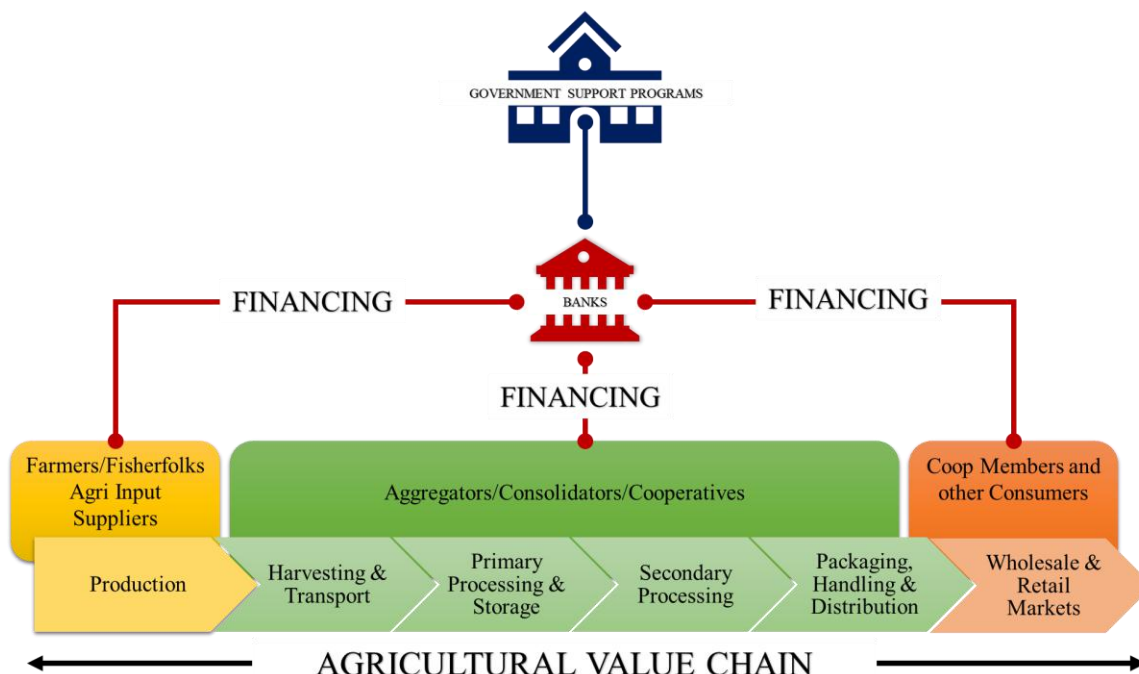 GOVERNMENT SUPPORT PROGRAMS
BANKS
FINANCING
FINANCING
FINANCING
Farmers/Fisherfolks
Agri Input
Suppliers
Aggregators/Consolidators/Cooperatives
Coop Members and
other Consumers
Production
Harvesting &
Transport
Primary
Processing &
Storage
Secondary
Processing
Packaging,
Handling &
Distribution
Wholesale &
Retail
Markets
AGRICULTURAL VALUE CHAIN